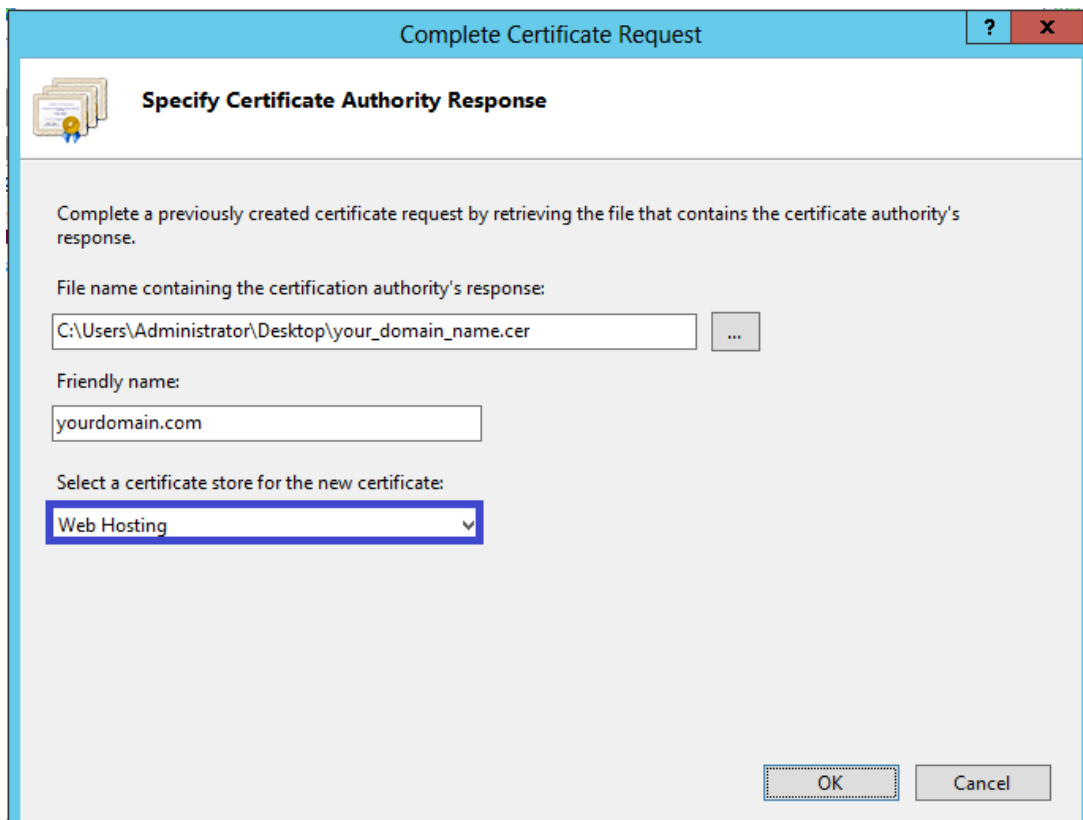 Complete Certificate Request
?
x
Specify Certificate Authority Response
Complete a previously created certificate request by retrieving the file that contains the certificate authority's
response.
File name containing the certification authority's response:
C:\Users\Administrator\Desktop\your_domain_name.cer
...
Friendly name:
yourdomain.com
Select a certificate store for the new certificate:
Web Hosting
OK
Cancel